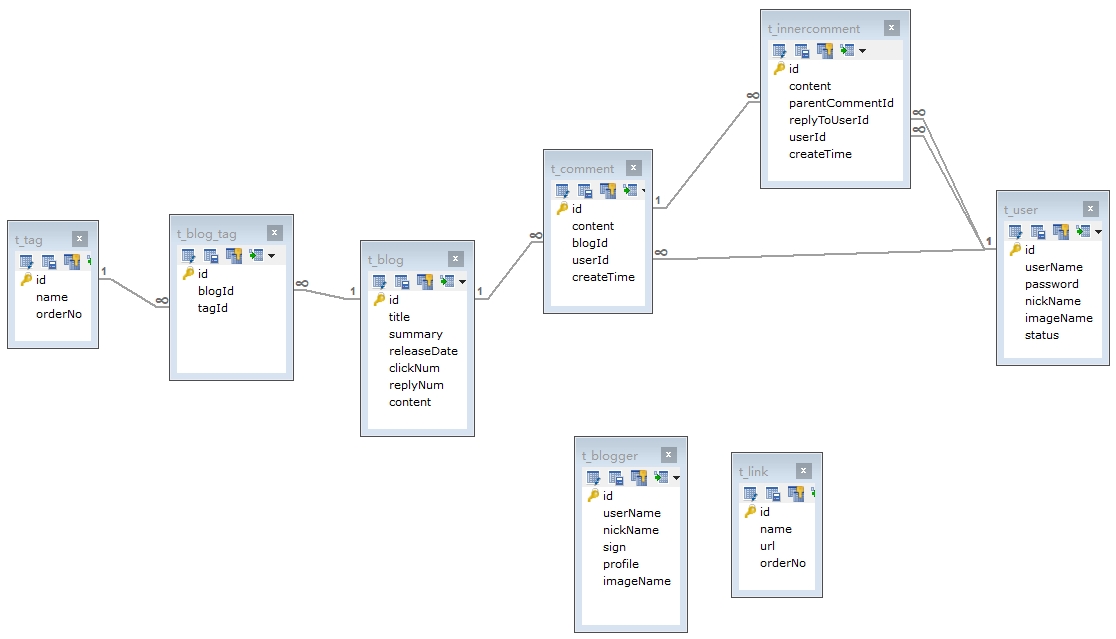 t_innercomment
id
content
parentCommentId
replyToUserId
userId
createTime
t_comment
id
content
blogId
userId
createTime
t_user
id
userName
password
nickName
imageName
status
t_tag
id
name
orderNo
t_blog_tag
id
blogId
tagId
t_blog
id
title
summary
releaseDate
clickNum
replyNum
content
t_blogger
id
userName
nickName
sign
profile
imageName
t_link
id
name
url
orderNo
1
∞
∞
1
1
∞
1
∞
∞
∞
∞
1